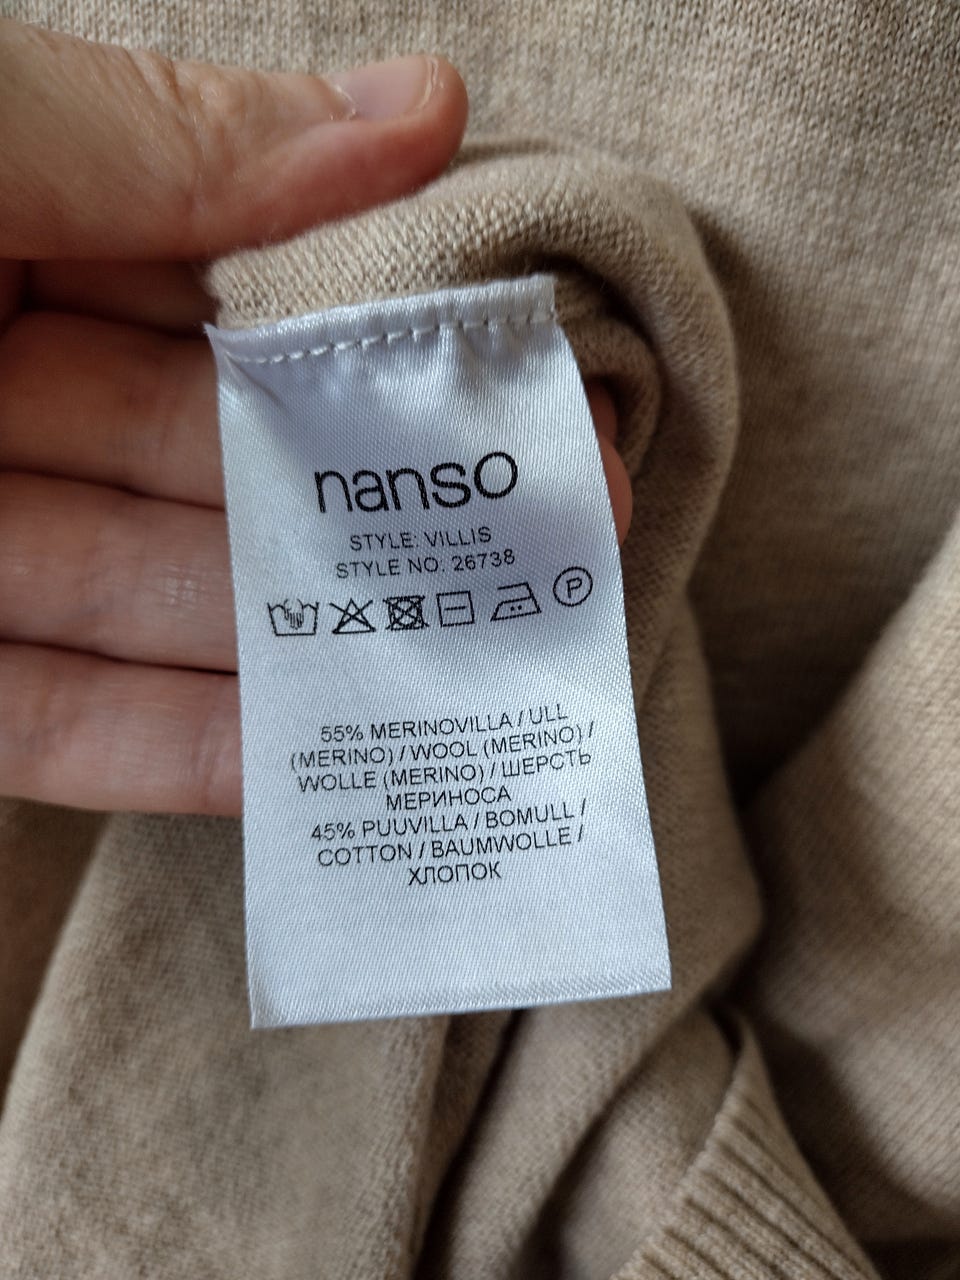 nanso
STYLE: VILLIS
STYLE NO. 26738
P
55% MERINOVILLA / ULL
(MERINO) / WOOL (MERINO) /
WOLLE (MERINO) / ШЕРСТЬ
МЕРИНОСА
45% PUUVILLA / BOMULL /
COTTON / BAUMWOLLE /
ХЛОПОК